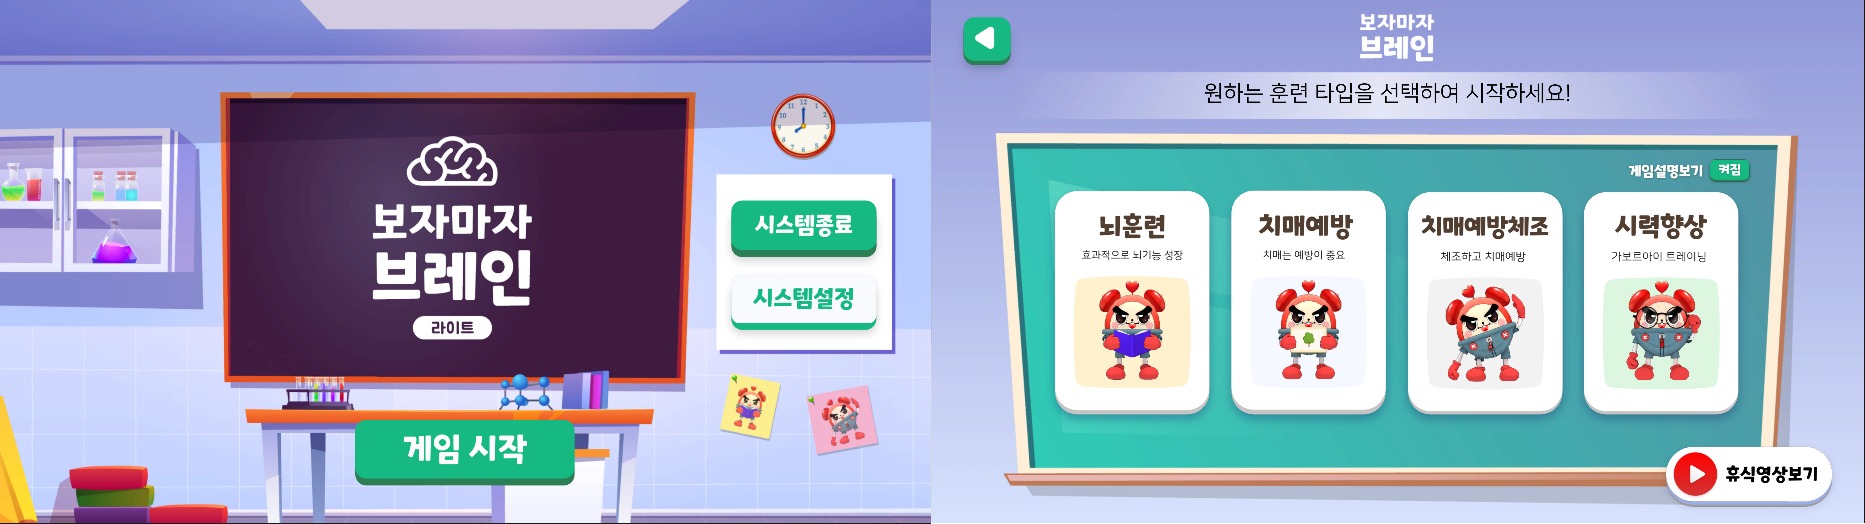 보자마자
브레인
라이트
시스템종료
시스템설정
게임 시작
보자마자
브레인
원하는 훈련 타입을 선택하여 시작하세요!
게임설명보기 켜짐
뇌훈련
효과적으로 뇌기능 성장
치매예방
치매는 예방이 중요
치매예방체조
체조하고 치매예방
시력향상
가보르아이 트레이닝
휴식영상보기